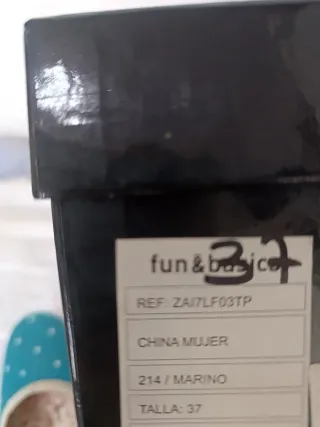 fun&basics
37
REF: ZAI7LF03TP
CHINA MUJER
214 / MARINO
TALLA: 37